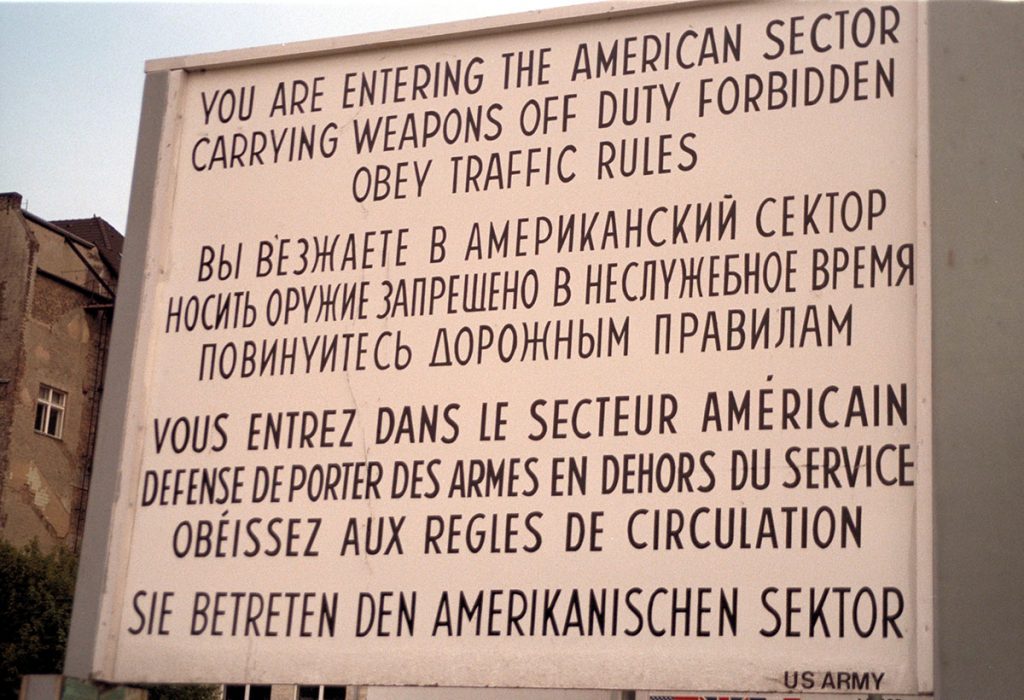 YOU ARE ENTERING THE AMERICAN SECTOR
CARRYING WEAPONS OFF DUTY FORBIDDEN
OBEY TRAFFIC RULES
ВЫ В'ЕЗЖАЕТЕ В АМЕРИКАНСКИЙ СЕКТОР
НОСИТЬ ОРУЖИЕ ЗАПРЕЩЕНО В НЕСЛУЖЕБНОЕ ВРЕМЯ
ПОВИНУИТЕСЬ ДОРОЖНЫМ ПРАВИЛАМ
VOUS ENTREZ DANS LE SECTEUR AMÉRICAIN
DEFENSE DE PORTER DES ARMES EN DEHORS DU SERVICE
OBÉISSEZ AUX REGLES DE CIRCULATION
SIE BETRETEN DEN AMERIKANISCHEN SEKTOR
US ARMY